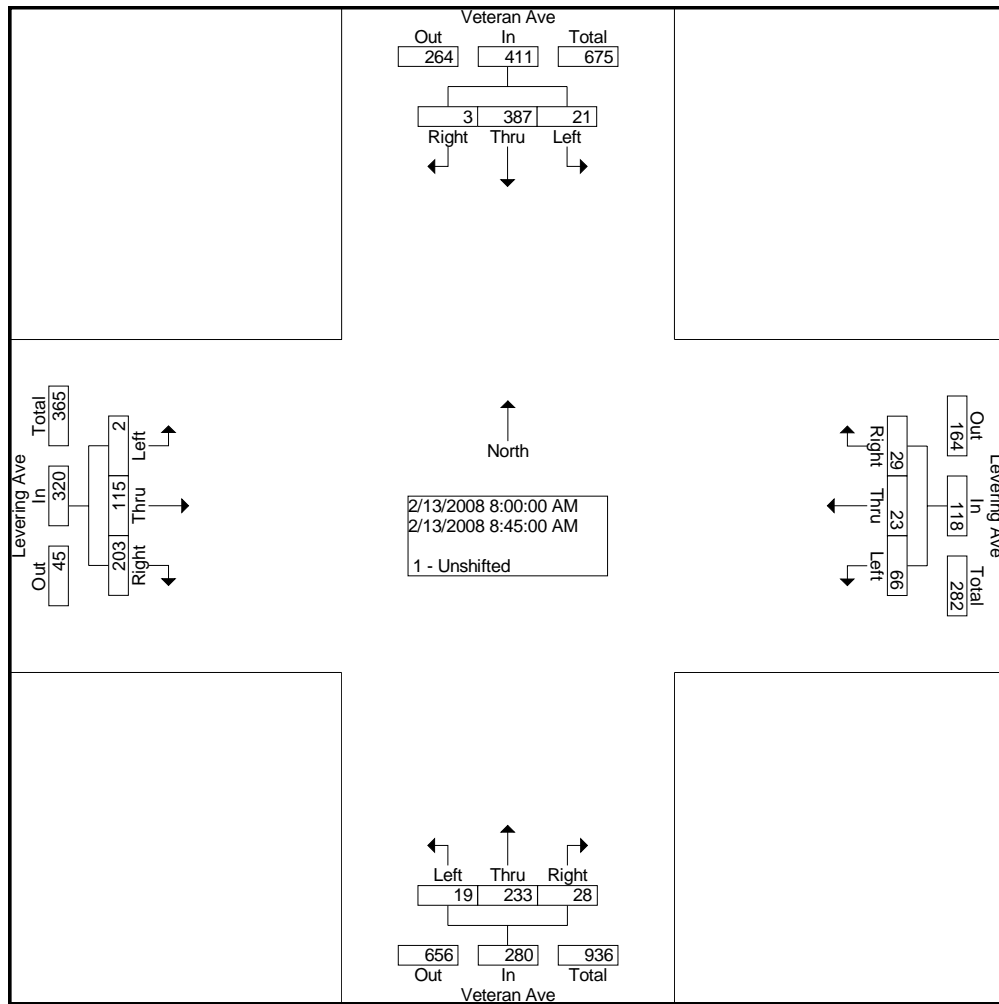 Veteran Ave
Out In Total
264 411 675
3 387 21
Right Thru Left
North
2/13/2008 8:00:00 AM
2/13/2008 8:45:00 AM
1 - Unshifted
Levering Ave
Out In Total
45 320 365
203 115 2
Right Thru Left
Levering Ave
Out In Total
164 118 282
29 23 66
Right Thru Left
Left Thru Right
19 233 28
656 280 936
Out In Total
Veteran Ave